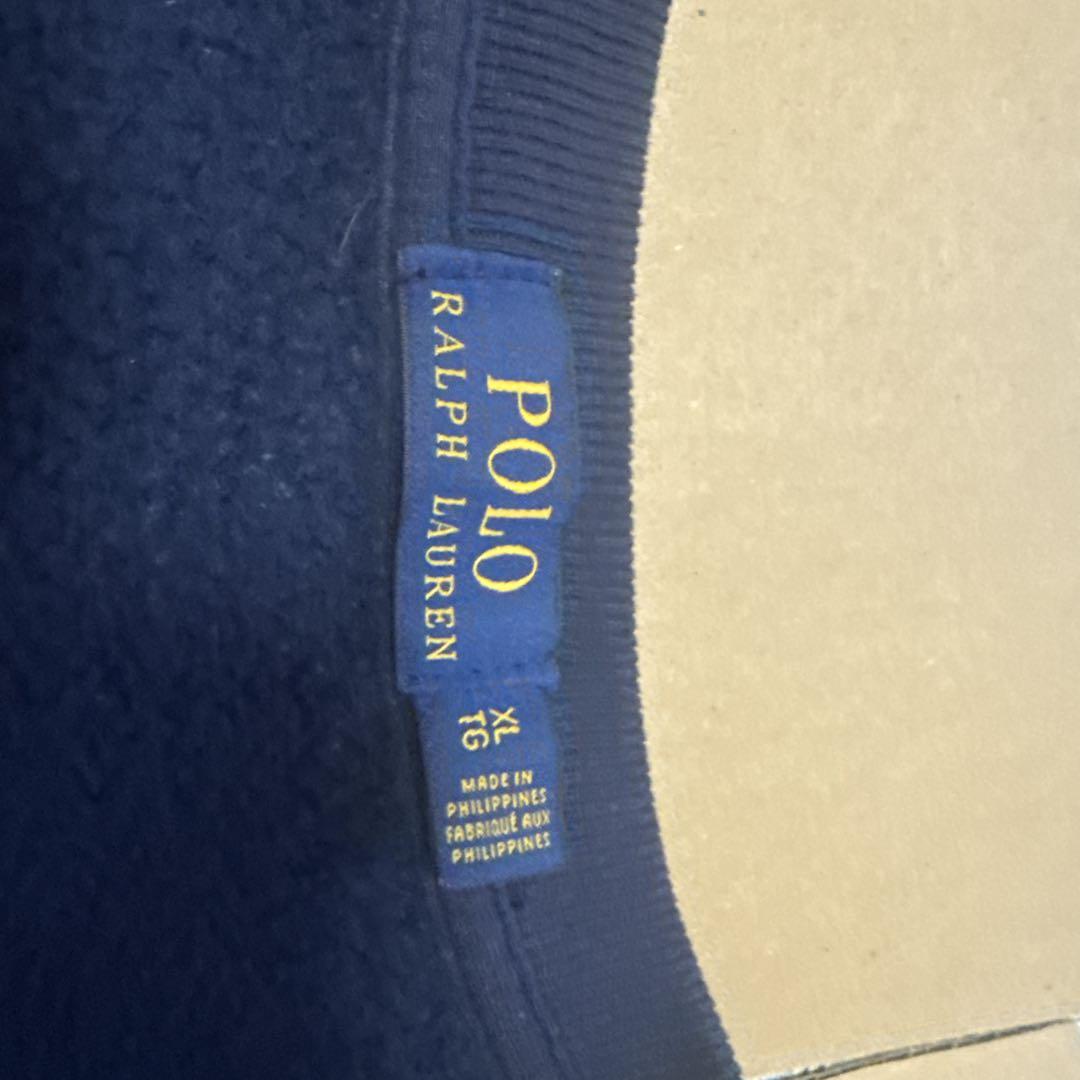 POLO
RALPH LAUREN
XL
TG
MADE IN
PHILIPPINES
FABRIQUÉ AUX
PHILIPPINES